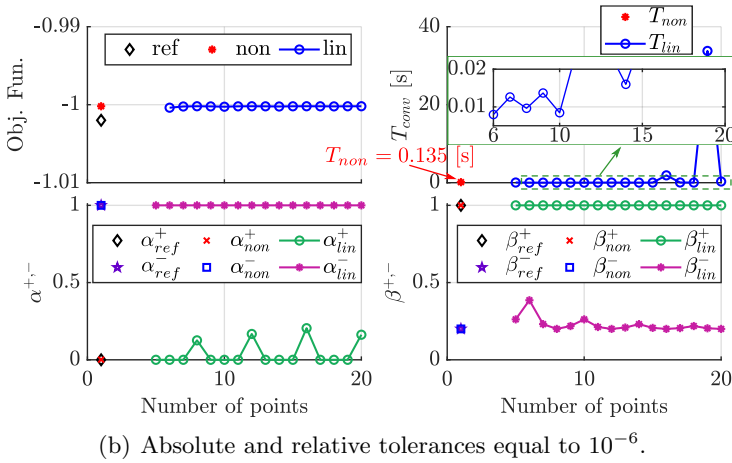 Obj. Fun.
-0.99
-1
-1.01
ref non lin
T_conv [s]
40
20
0
T_non
T_lin
0.02
0.01
6 10 15 20
T_non = 0.135 [s]
α^{+,-}
1
0.5
0
α^+_ref α^+_non α^+_lin
α^-_ref α^-_non α^-_lin
0 10 20
Number of points
β^{+,-}
1
0.5
0
β^+_ref β^+_non β^+_lin
β^-_ref β^-_non β^-_lin
0 10 20
Number of points
(b) Absolute and relative tolerances equal to 10^{-6}.